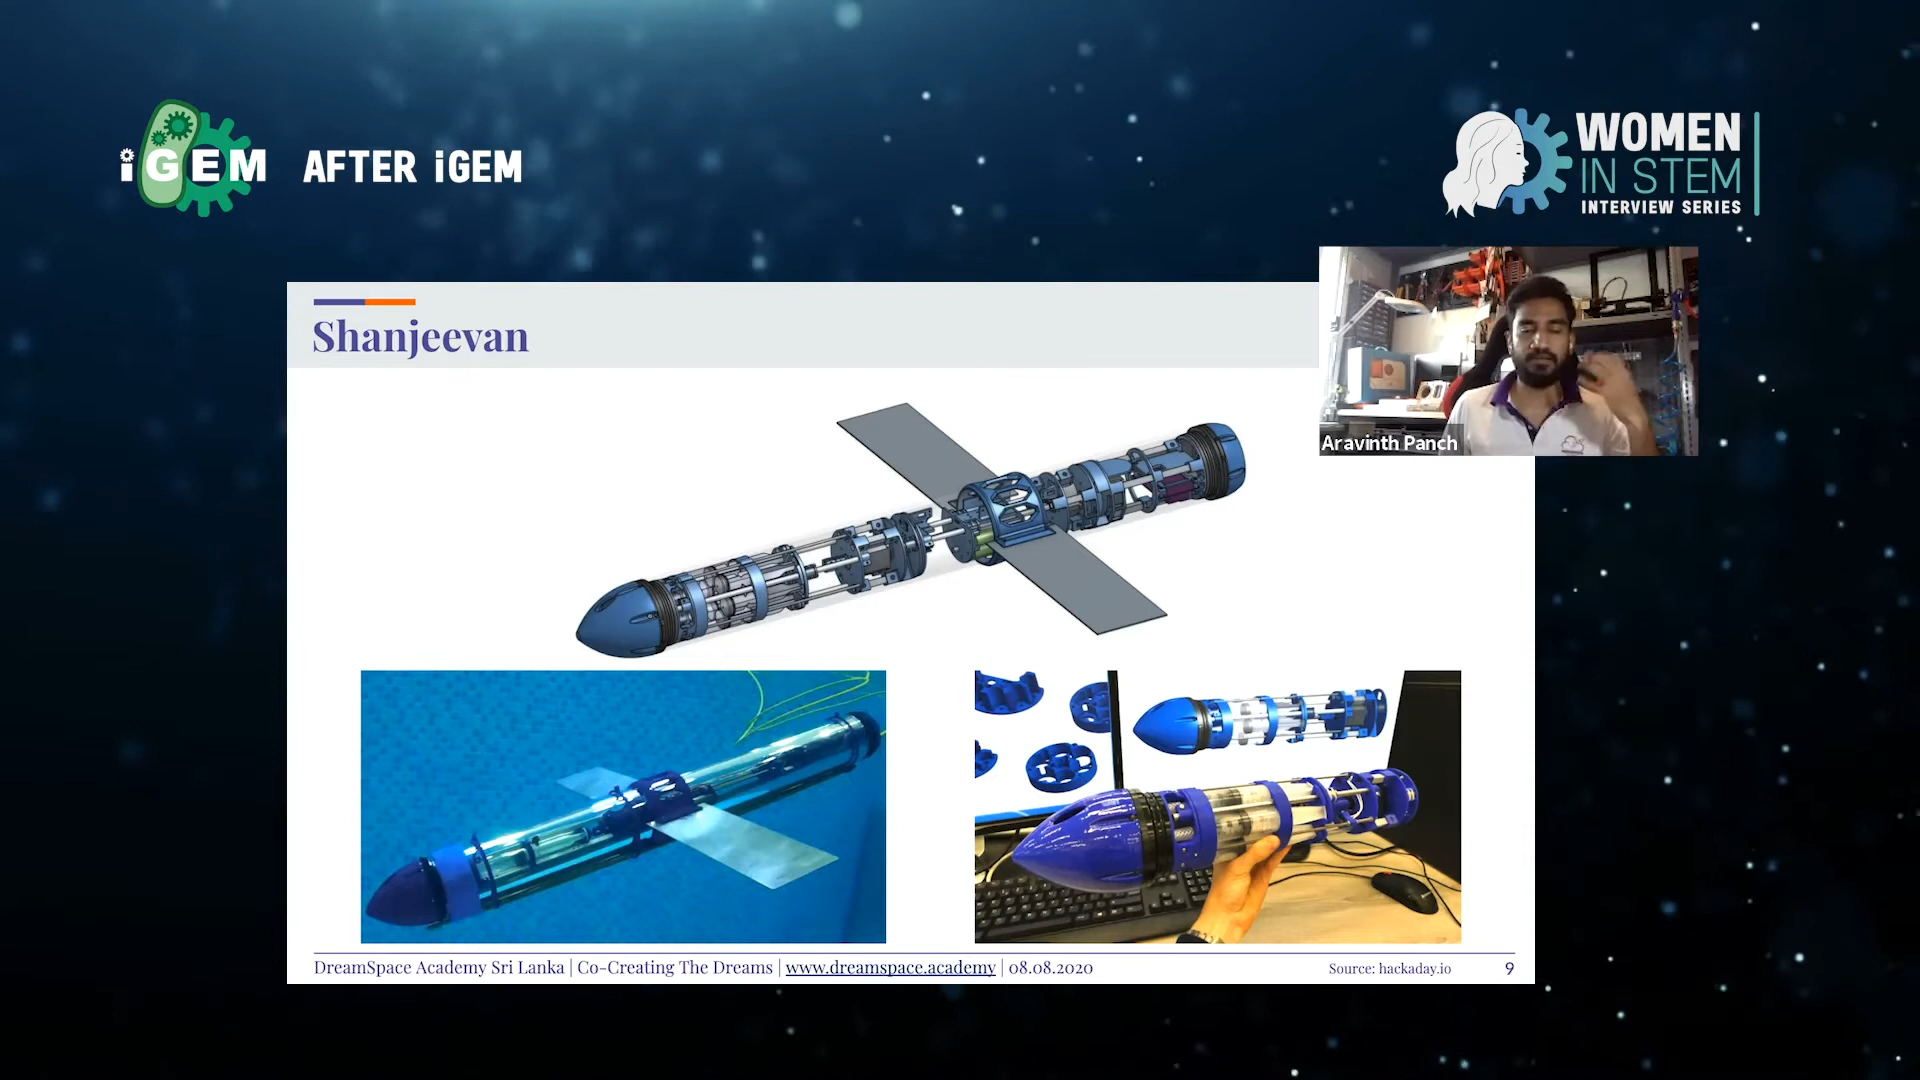 iGEM
AFTER iGEM
WOMEN
IN STEM
INTERVIEW SERIES
Shanjeevan
Aravinth Panch
DreamSpace Academy Sri Lanka | Co-Creating The Dreams | www.dreamspace.academy | 08.08.2020
Source: hackaday.io
9